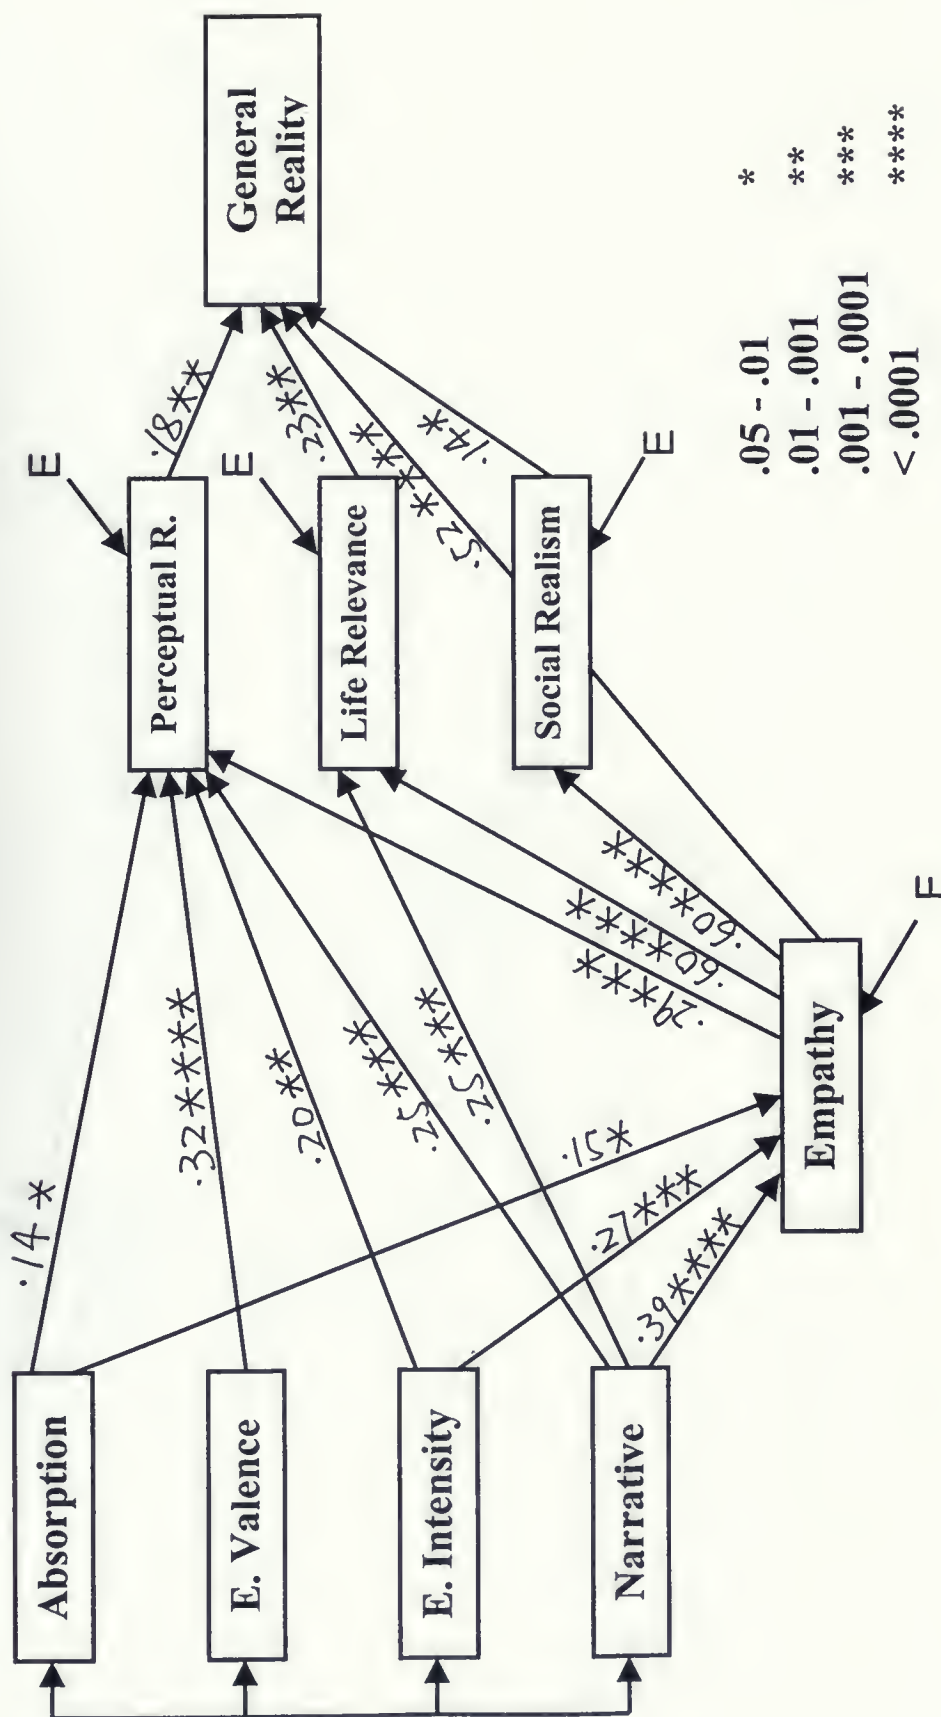 Absorption
.14*
E
Perceptual R.
.18**
General
Reality
E. Valence
.32****
E
Life Relevance
.23**
E. Intensity
.20**
.25***
.52****
Narrative
.25***
.14*
Social Realism
E
.15*
.27***
.39****
.60****
.60****
.29***
Empathy
E
.05 - .01 *
.01 - .001 **
.001 - .0001 ***
< .0001 ****